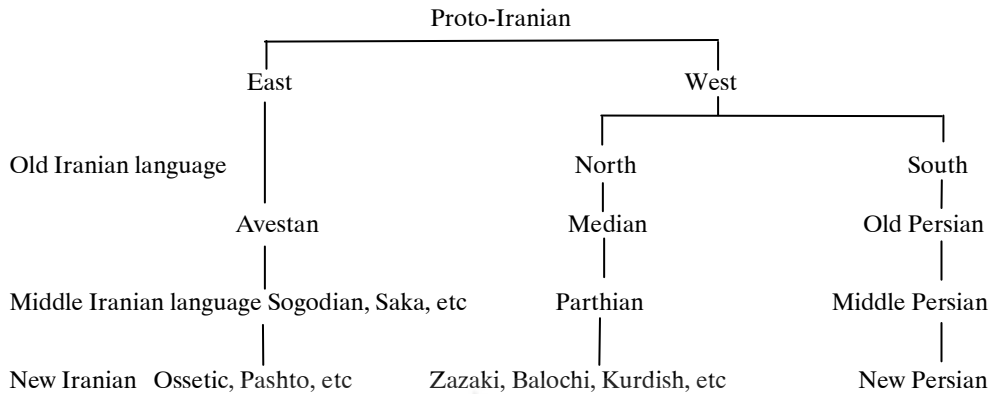 Proto-Iranian
East West
Old Iranian language North South
Avestan Median Old Persian
Middle Iranian language Sogodian, Saka, etc Parthian Middle Persian
New Iranian Ossetic, Pashto, etc Zazaki, Balochi, Kurdish, etc New Persian